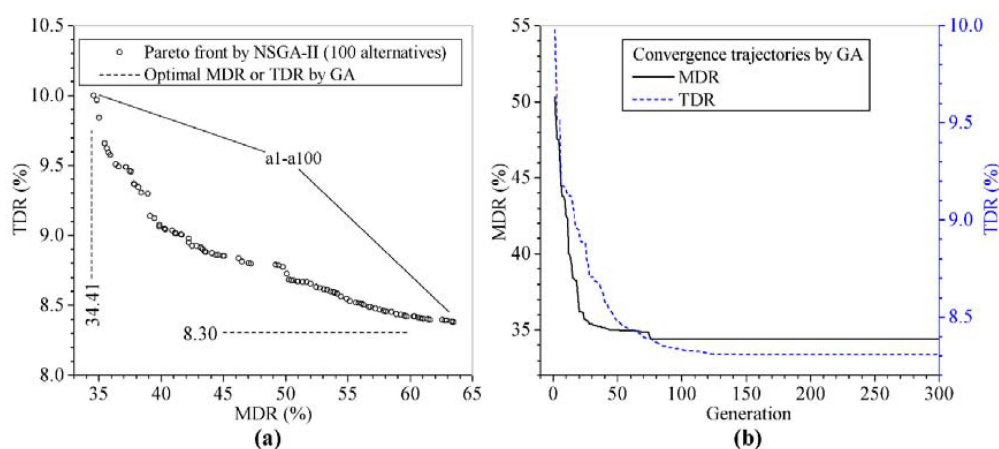 10.5
10.0
9.5
9.0
8.5
8.0
TDR (%)
Pareto front by NSGA-II (100 alternatives)
Optimal MDR or TDR by GA
a1-a100
34.41
8.30
35 40 45 50 55 60 65
MDR (%)
(a)
55
50
45
40
35
MDR (%)
Convergence trajectories by GA
MDR
TDR
10.0
9.5
9.0
8.5
8.0
TDR (%)
0 50 100 150 200 250 300
Generation
(b)